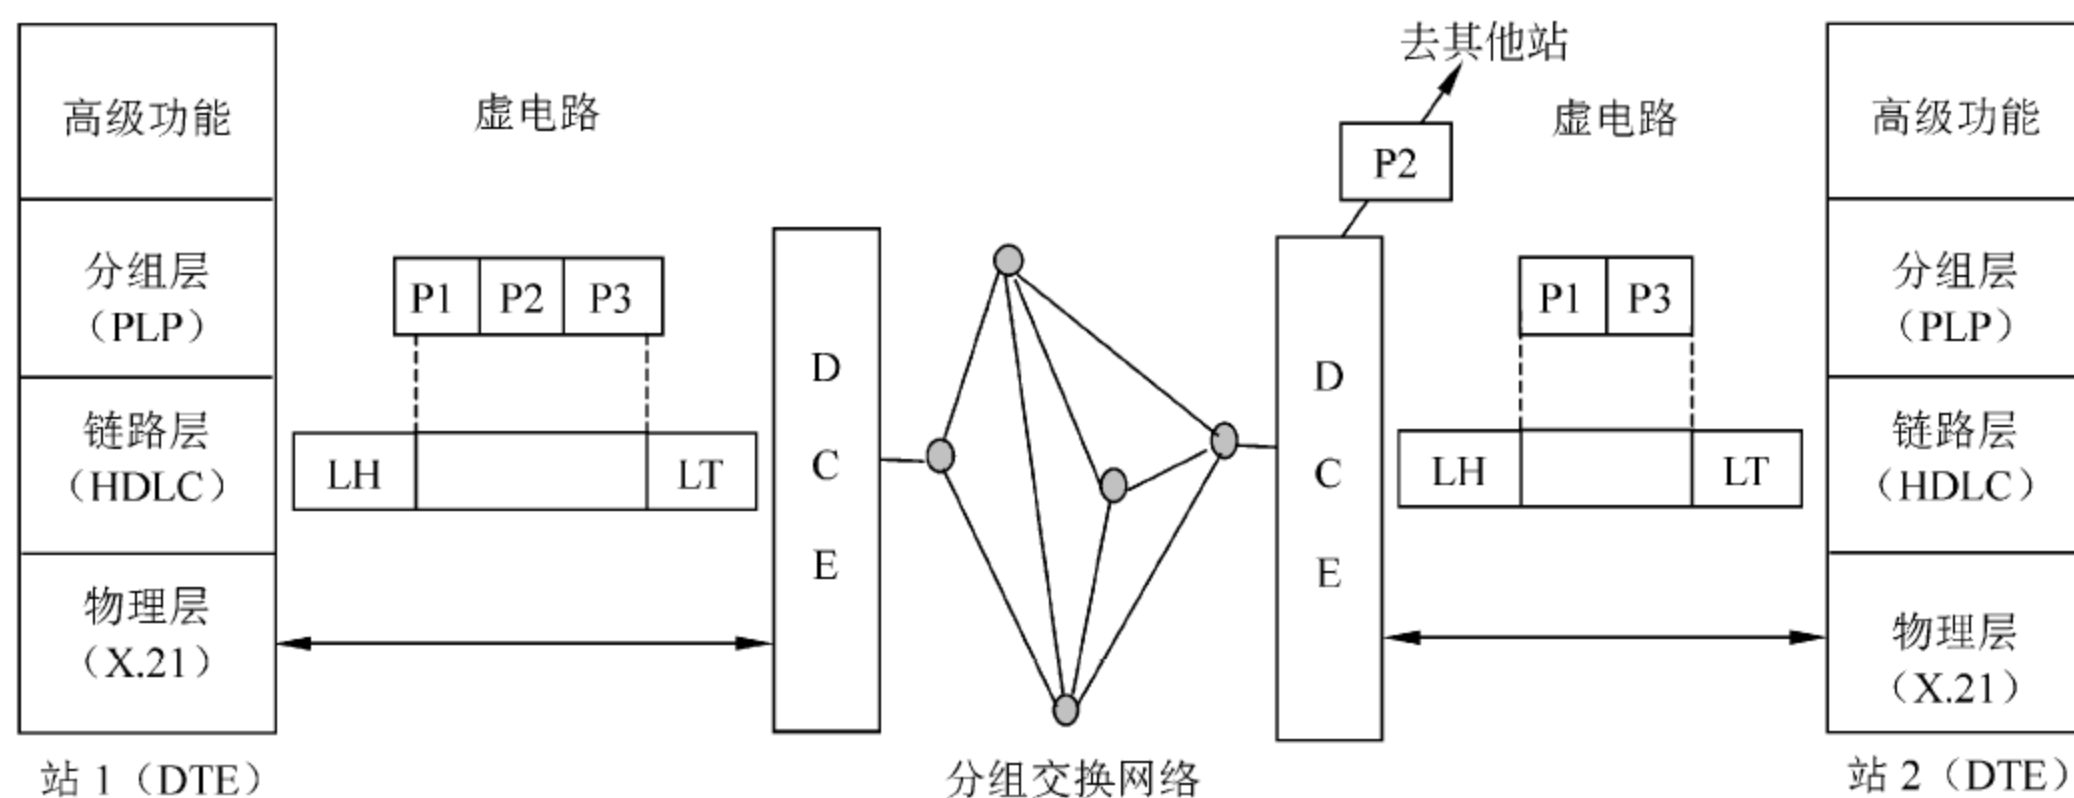 高级功能
分组层
（PLP）
链路层
（HDLC）
物理层
（X.21）
站 1（DTE）
虚电路
P1 P2 P3
LH LT
D
C
E
分组交换网络
去其他站
P2
D
C
E
虚电路
P1 P3
LH LT
高级功能
分组层
（PLP）
链路层
（HDLC）
物理层
（X.21）
站 2（DTE）